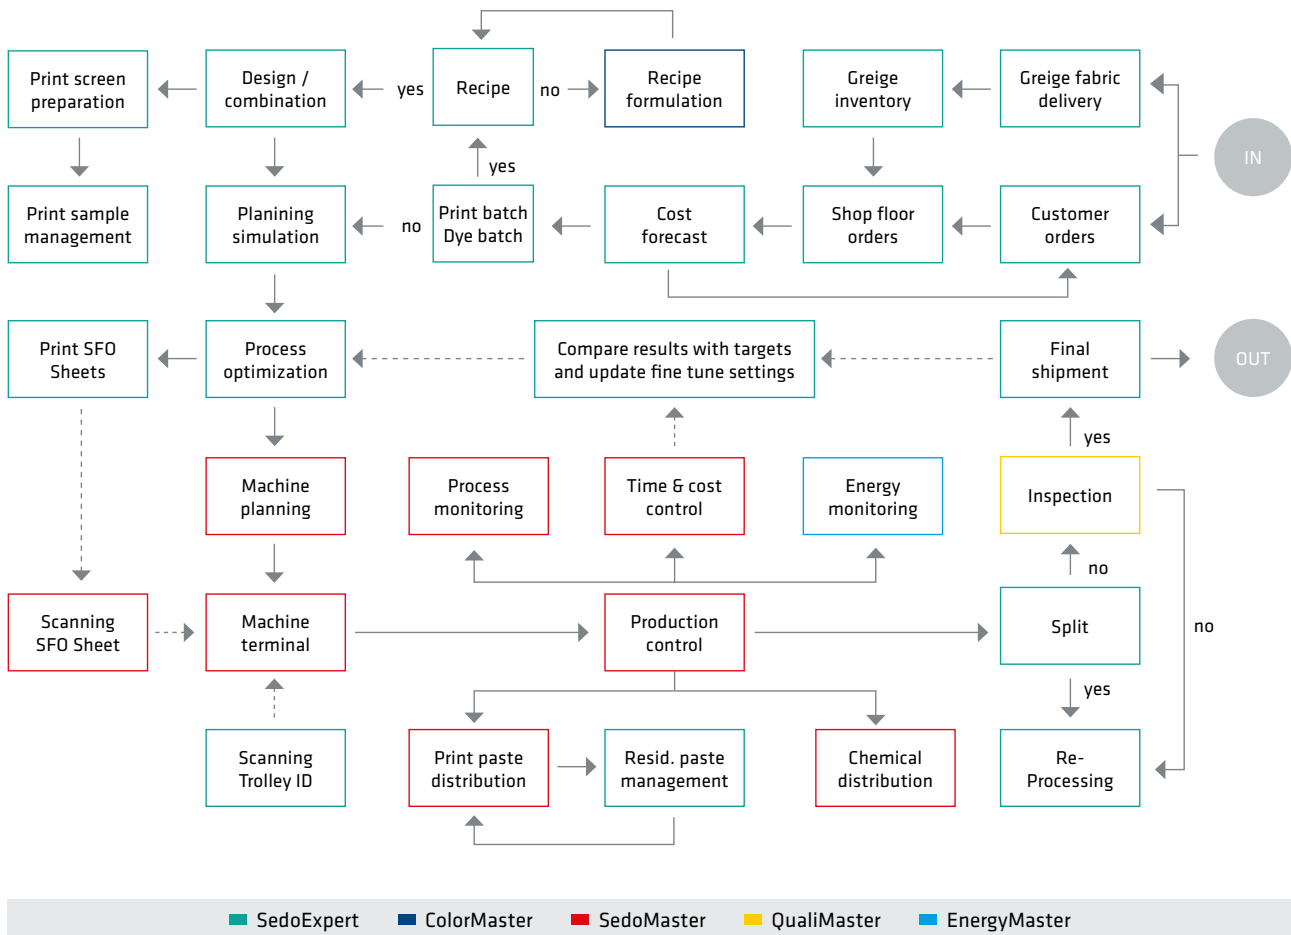 Print screen
preparation
Design /
combination
yes
Recipe
no
Recipe
formulation
Greige
inventory
Greige fabric
delivery
IN
yes
Print sample
management
Planining
simulation
no
Print batch
Dye batch
Cost
forecast
Shop floor
orders
Customer
orders
Print SFO
Sheets
Process
optimization
Compare results with targets
and update fine tune settings
Final
shipment
OUT
yes
Machine
planning
Process
monitoring
Time & cost
control
Energy
monitoring
Inspection
no
Scanning
SFO Sheet
Machine
terminal
Production
control
Split
no
yes
Scanning
Trolley ID
Print paste
distribution
Resid. paste
management
Chemical
distribution
Re-
Processing
SedoExpert
ColorMaster
SedoMaster
QualiMaster
EnergyMaster